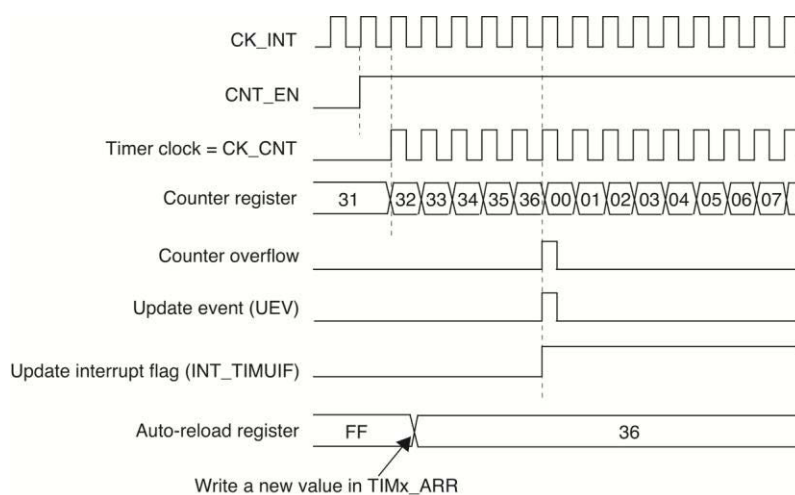 CK_INT
CNT_EN
Timer clock = CK_CNT
Counter register 31 32 33 34 35 36 00 01 02 03 04 05 06 07
Counter overflow
Update event (UEV)
Update interrupt flag (INT_TIMUIF)
Auto-reload register FF 36
Write a new value in TIMx_ARR